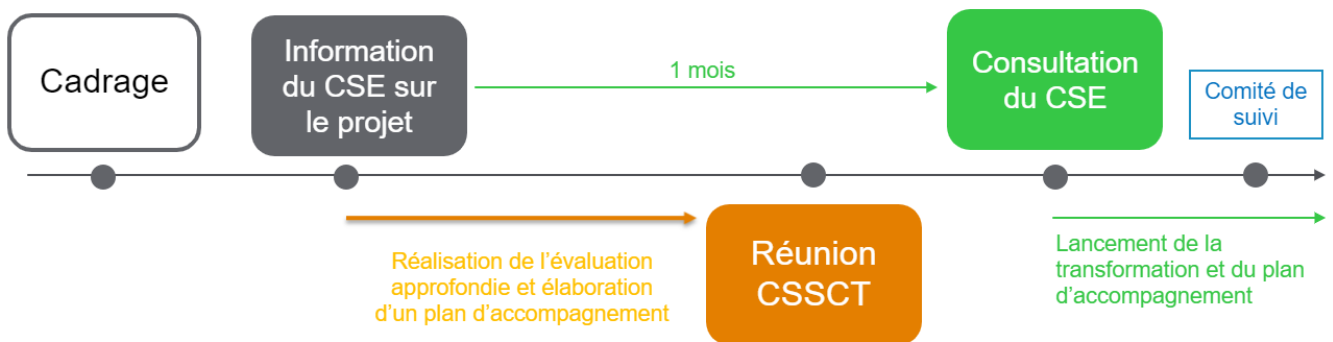 Cadrage
Information
du CSE sur
le projet
1 mois
Consultation
du CSE
Comité de
suivi
Réalisation de l'évaluation
approfondie et élaboration
d'un plan d'accompagnement
Réunion
CSSCT
Lancement de la
transformation et du plan
d'accompagnement